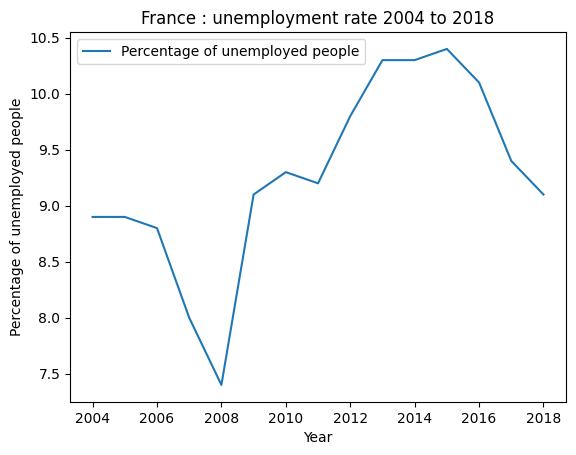 France : unemployment rate 2004 to 2018
Percentage of unemployed people
Percentage of unemployed people
10.5
10.0
9.5
9.0
8.5
8.0
7.5
2004 2006 2008 2010 2012 2014 2016 2018
Year